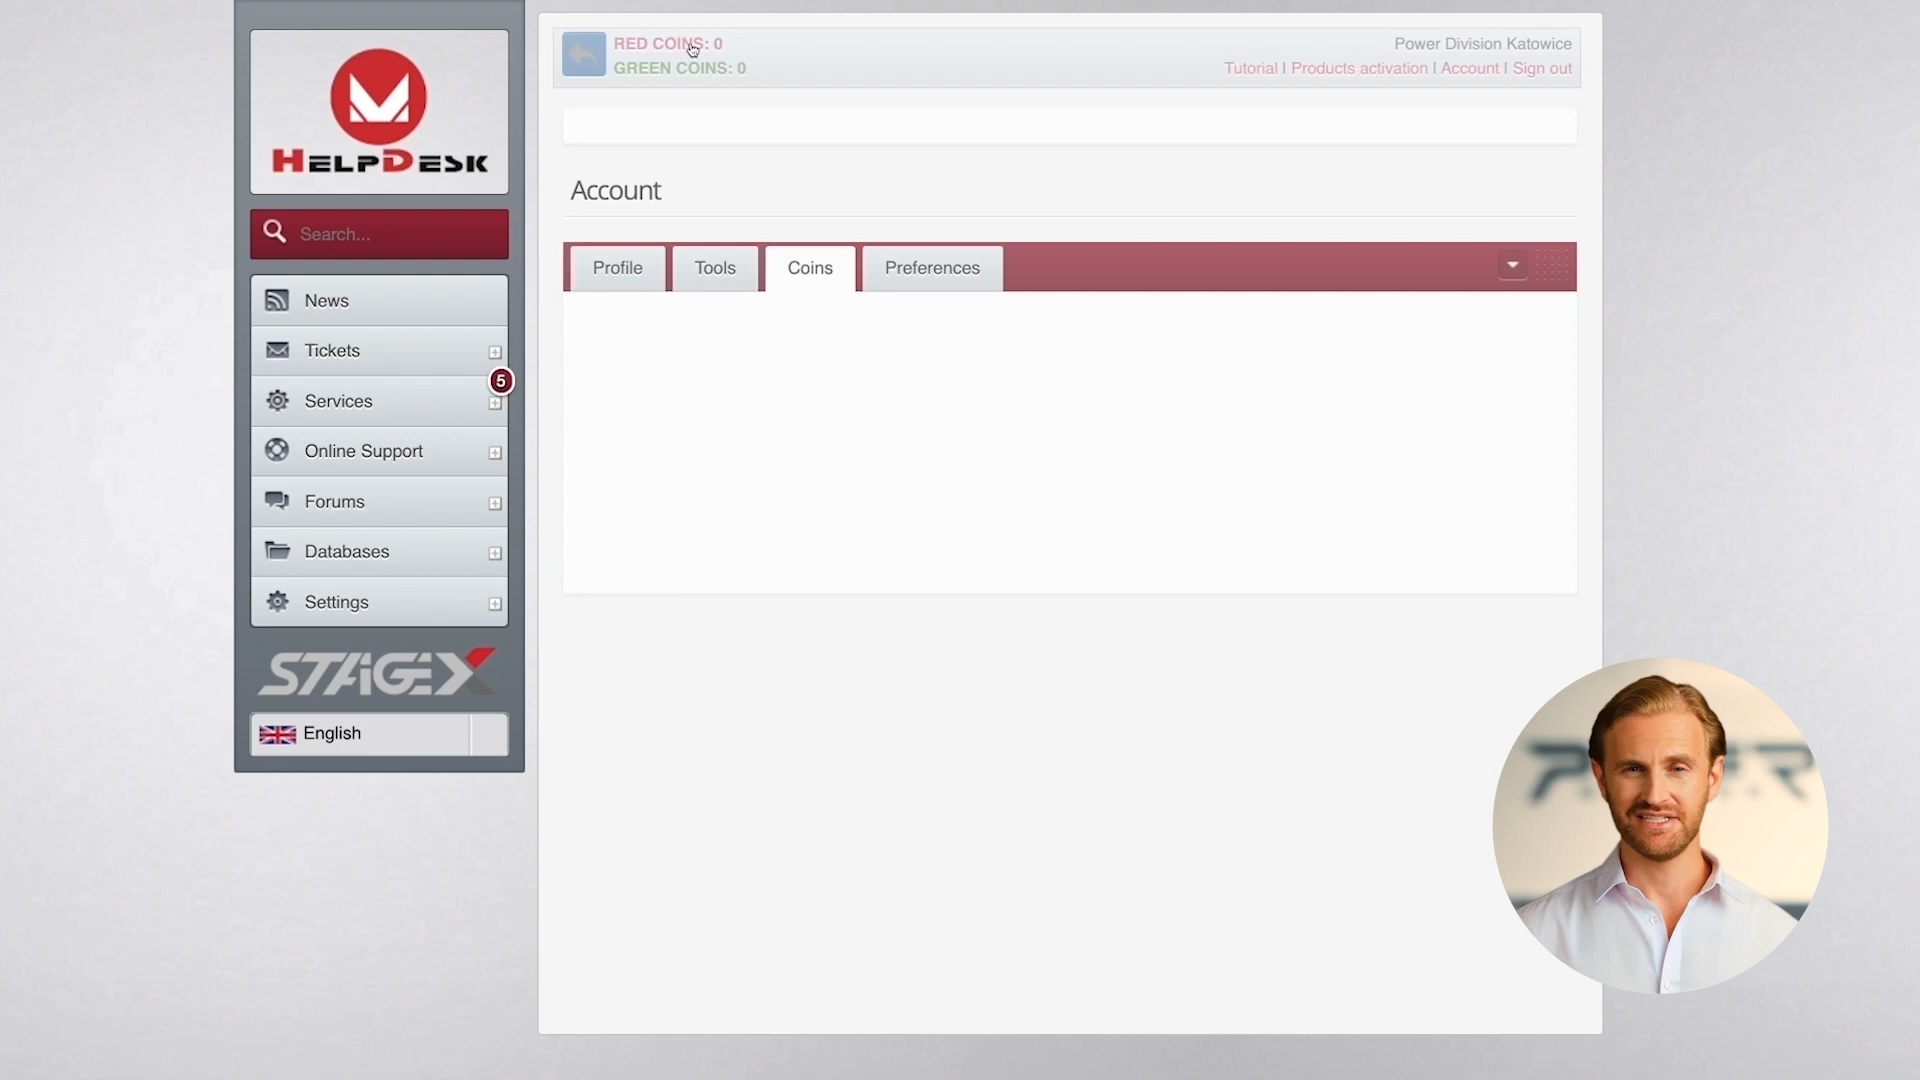 HELPDESK
Search...
News
Tickets
5
Services
Online Support
Forums
Databases
Settings
STAGEX
English
RED COINS: 0
GREEN COINS: 0
Power Division Katowice
Tutorial | Products activation | Account | Sign out
Account
Profile
Tools
Coins
Preferences